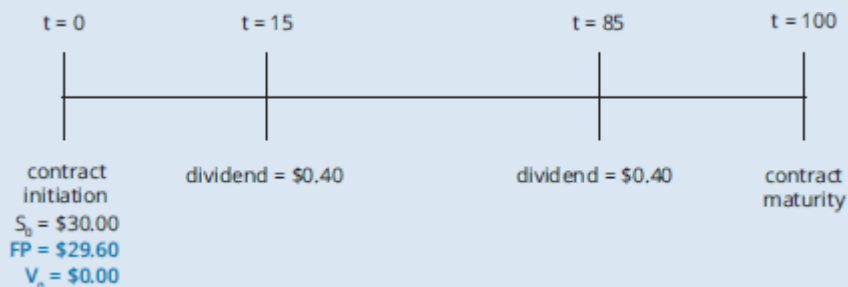 t = 0
t = 15
t = 85
t = 100
contract
initiation
S₀ = $30.00
FP = $29.60
V₀ = $0.00
dividend = $0.40
dividend = $0.40
contract
maturity